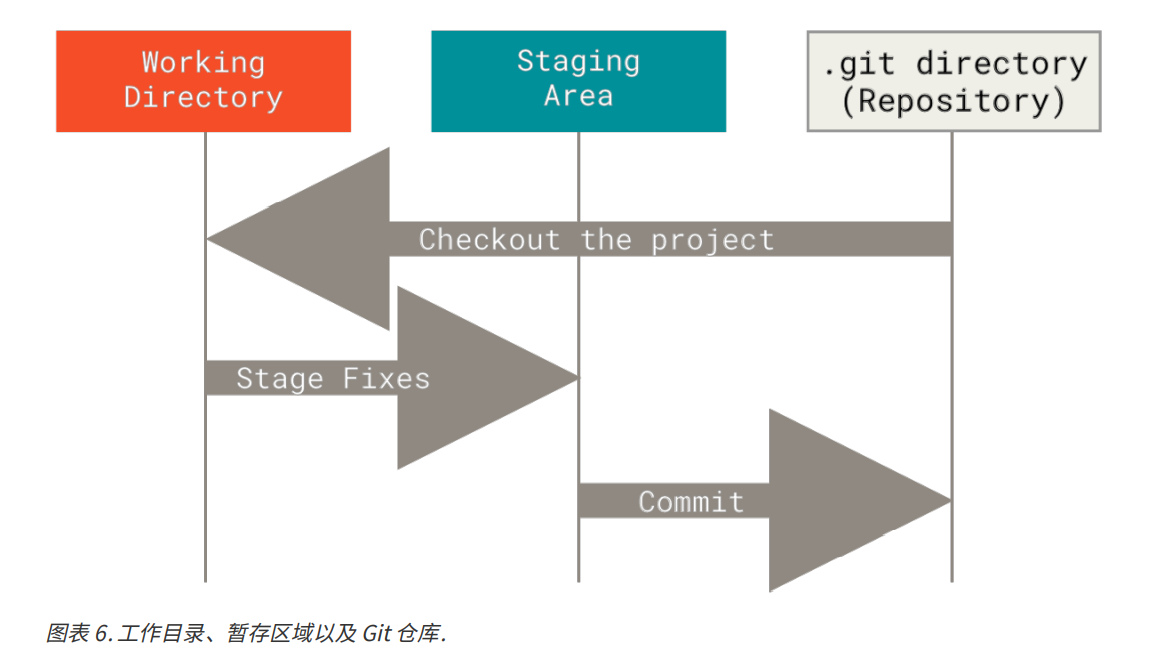 Working
Directory
Staging
Area
.git directory
(Repository)
Checkout the project
Stage Fixes
Commit
图表 6. 工作目录、暂存区域以及 Git 仓库.